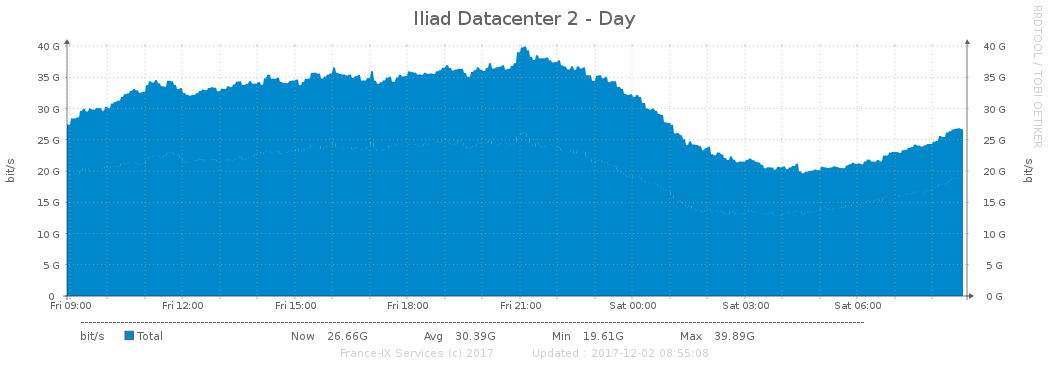 Iliad Datacenter 2 - Day
RRDTOOL / TOBI OETIKER
bit/s
40 G
35 G
30 G
25 G
20 G
15 G
10 G
5 G
0
40 G
35 G
30 G
25 G
20 G
15 G
10 G
5 G
0 G
bit/s
Fri 09:00 Fri 12:00 Fri 15:00 Fri 18:00 Fri 21:00 Sat 00:00 Sat 03:00 Sat 06:00
bit/s Total Now 26.66G Avg 30.39G Min 19.61G Max 39.89G
France-IX Services (c) 2017 Updated : 2017-12-02 08:55:08